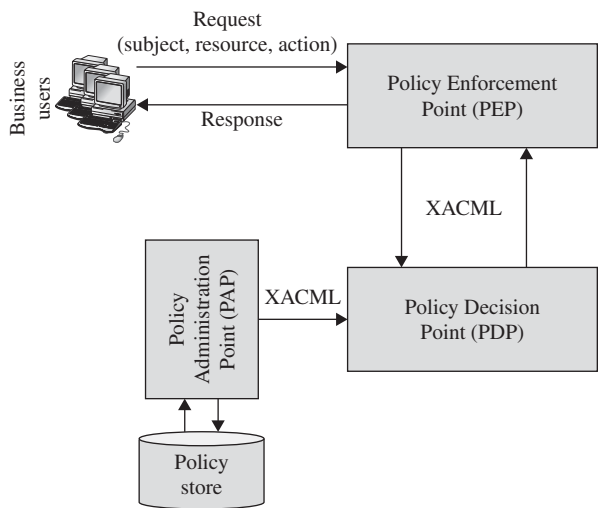 Request
(subject, resource, action)
Business
users
Response
Policy Enforcement
Point (PEP)
XACML
Policy
Administration
Point (PAP)
XACML
Policy Decision
Point (PDP)
Policy
store